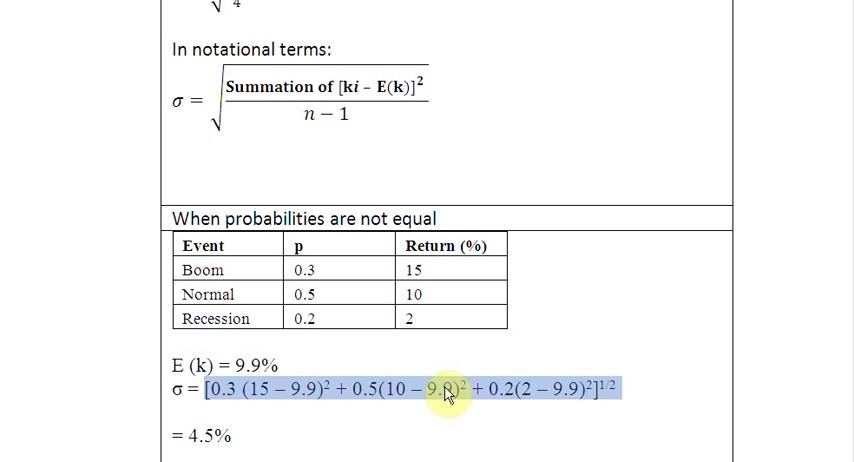 √4
In notational terms:
σ = √ Summation of [ki – E(k)]²
n – 1
When probabilities are not equal
Event p Return (%)
Boom 0.3 15
Normal 0.5 10
Recession 0.2 2
E (k) = 9.9%
σ = [0.3 (15 – 9.9)² + 0.5(10 – 9.9)² + 0.2(2 – 9.9)²]¹ᐟ²
= 4.5%